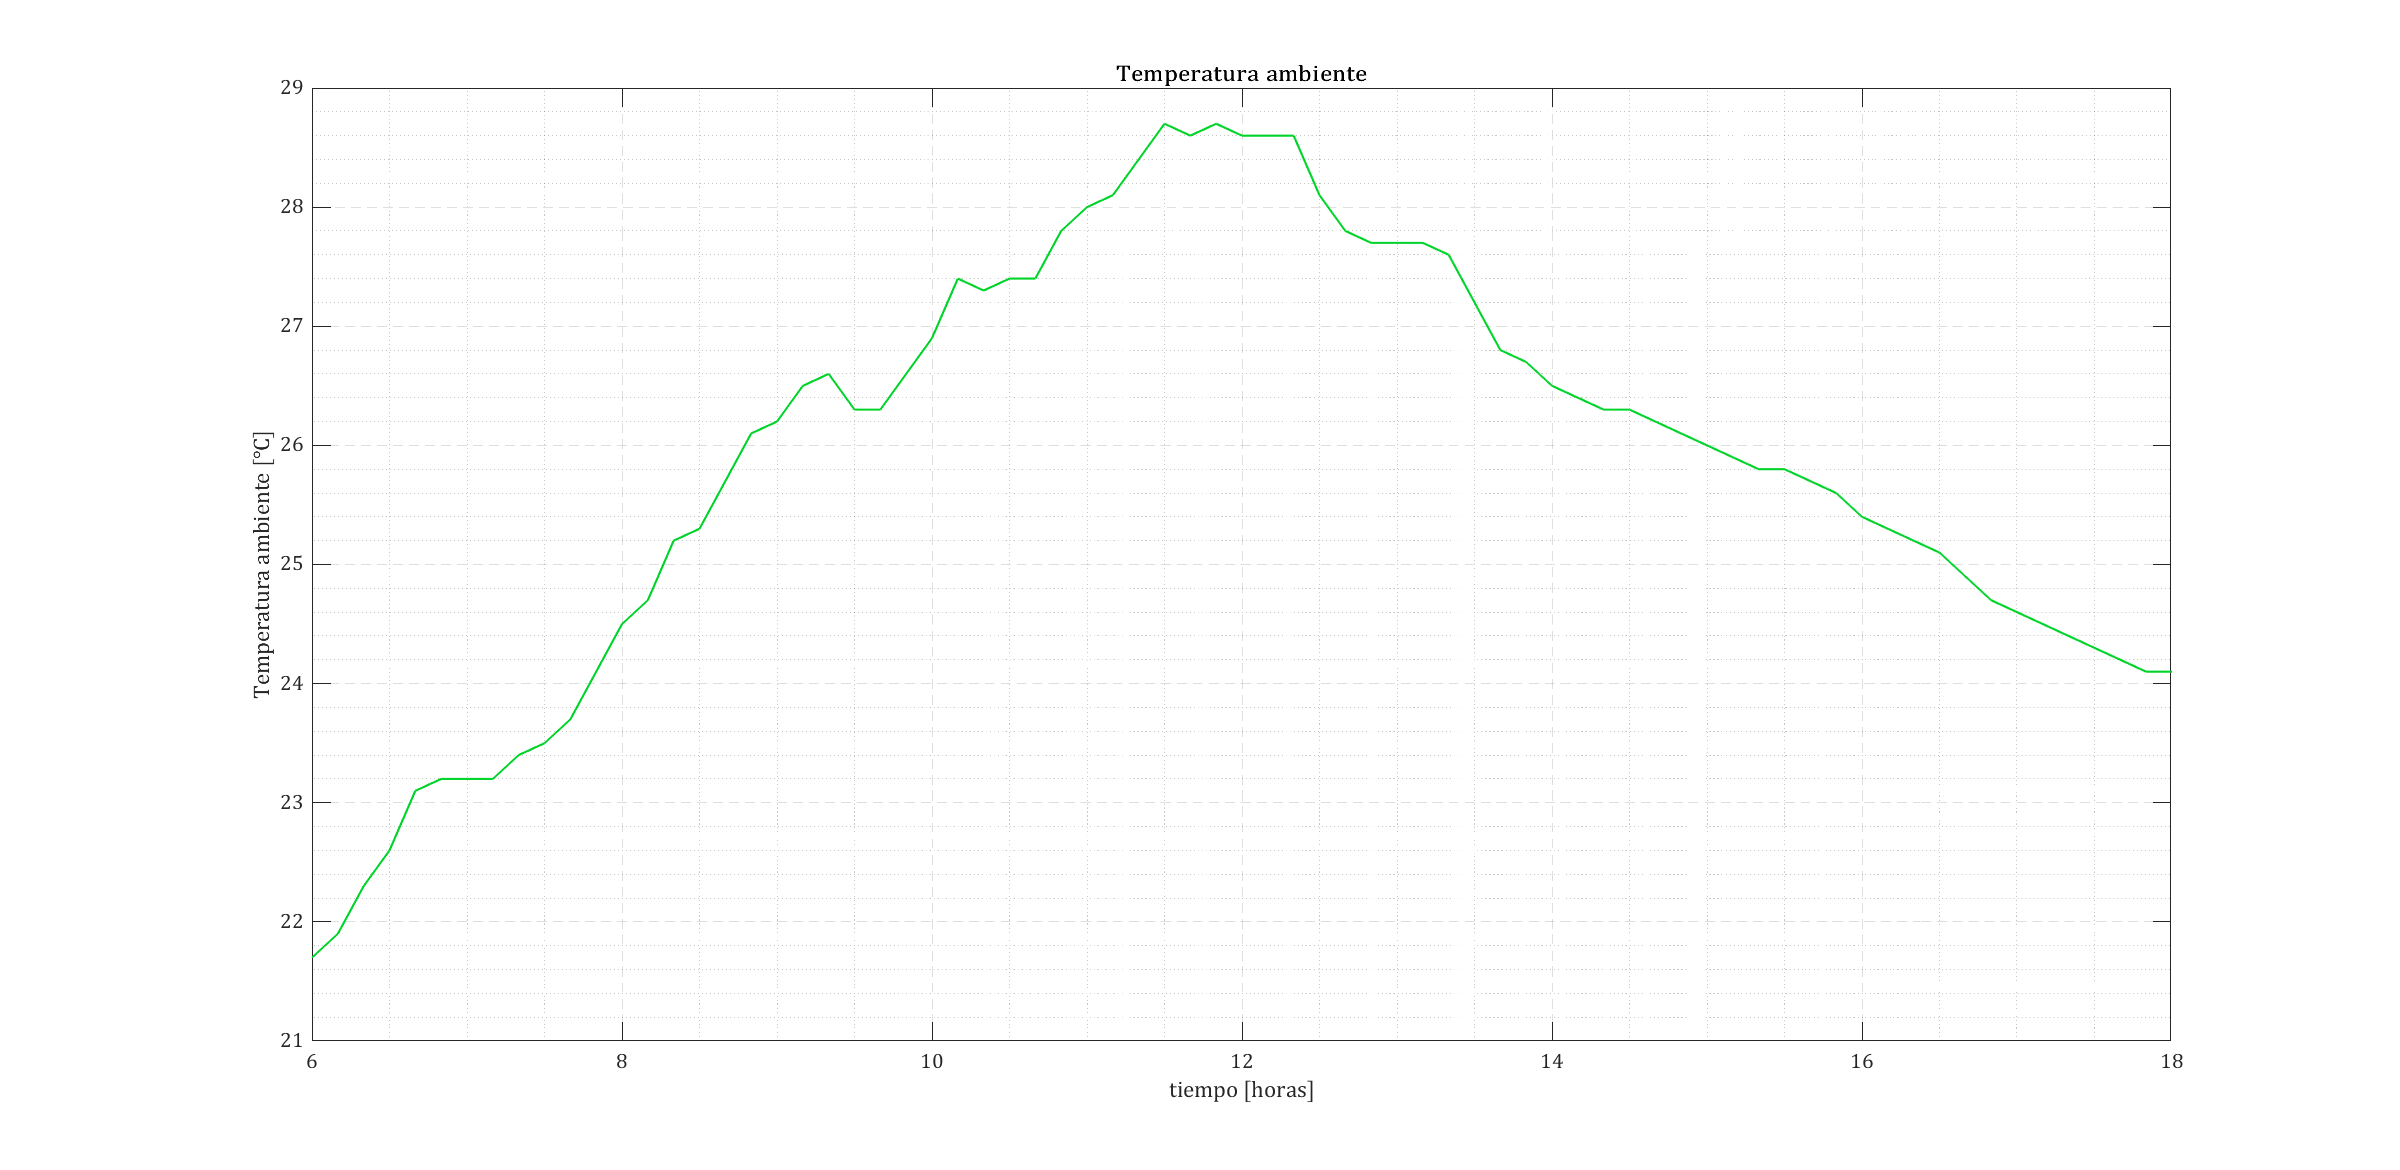 Temperatura ambiente
29
28
27
26
25
24
23
22
21
Temperatura ambiente [°C]
6 8 10 12 14 16 18
tiempo [horas]